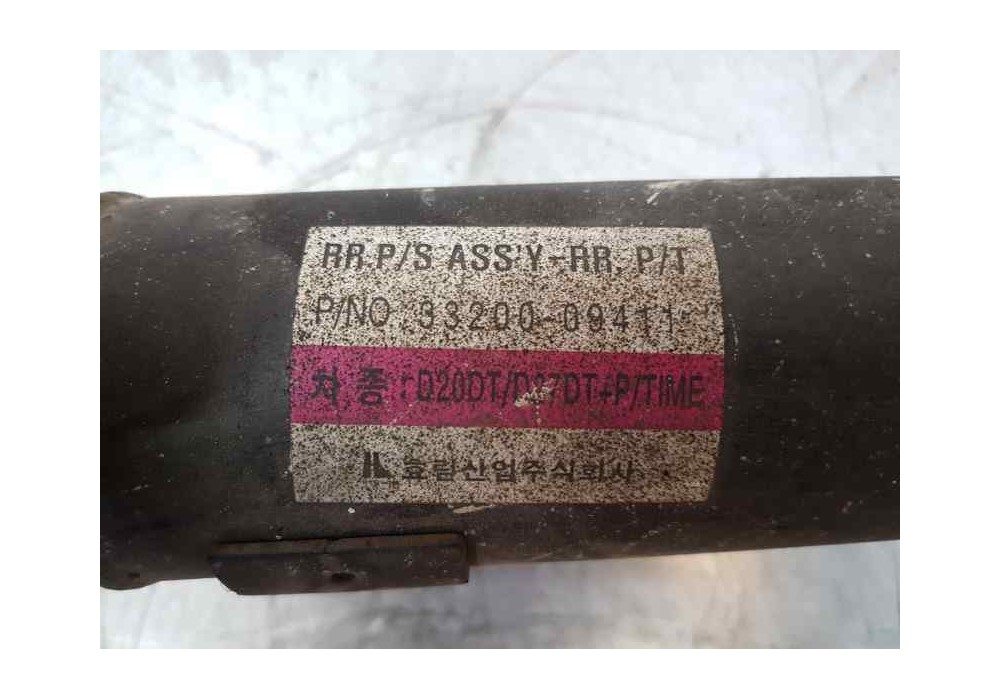 RR.P/S ASS'Y-RR. P/T
P/NO : 33200-09411
차 종 : D20DT/D27DT+P/TIME
효림산업주식회사